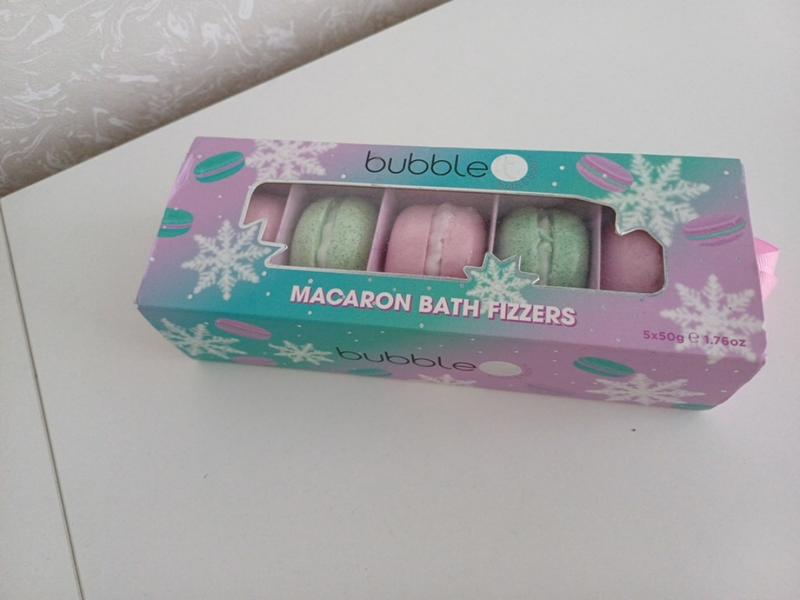 bubble t
MACARON BATH FIZZERS
5x50g ℮ 1.76oz
bubble